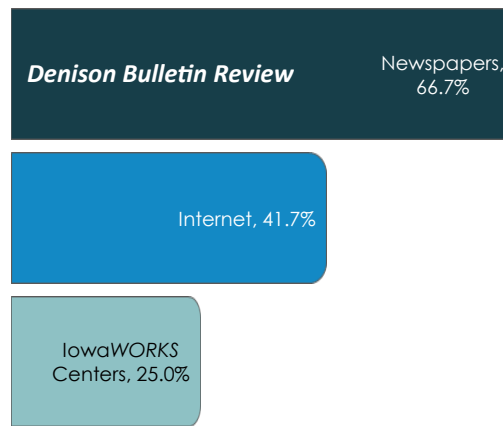 Denison Bulletin Review
Newspapers,
66.7%
Internet, 41.7%
IowaWORKS
Centers, 25.0%